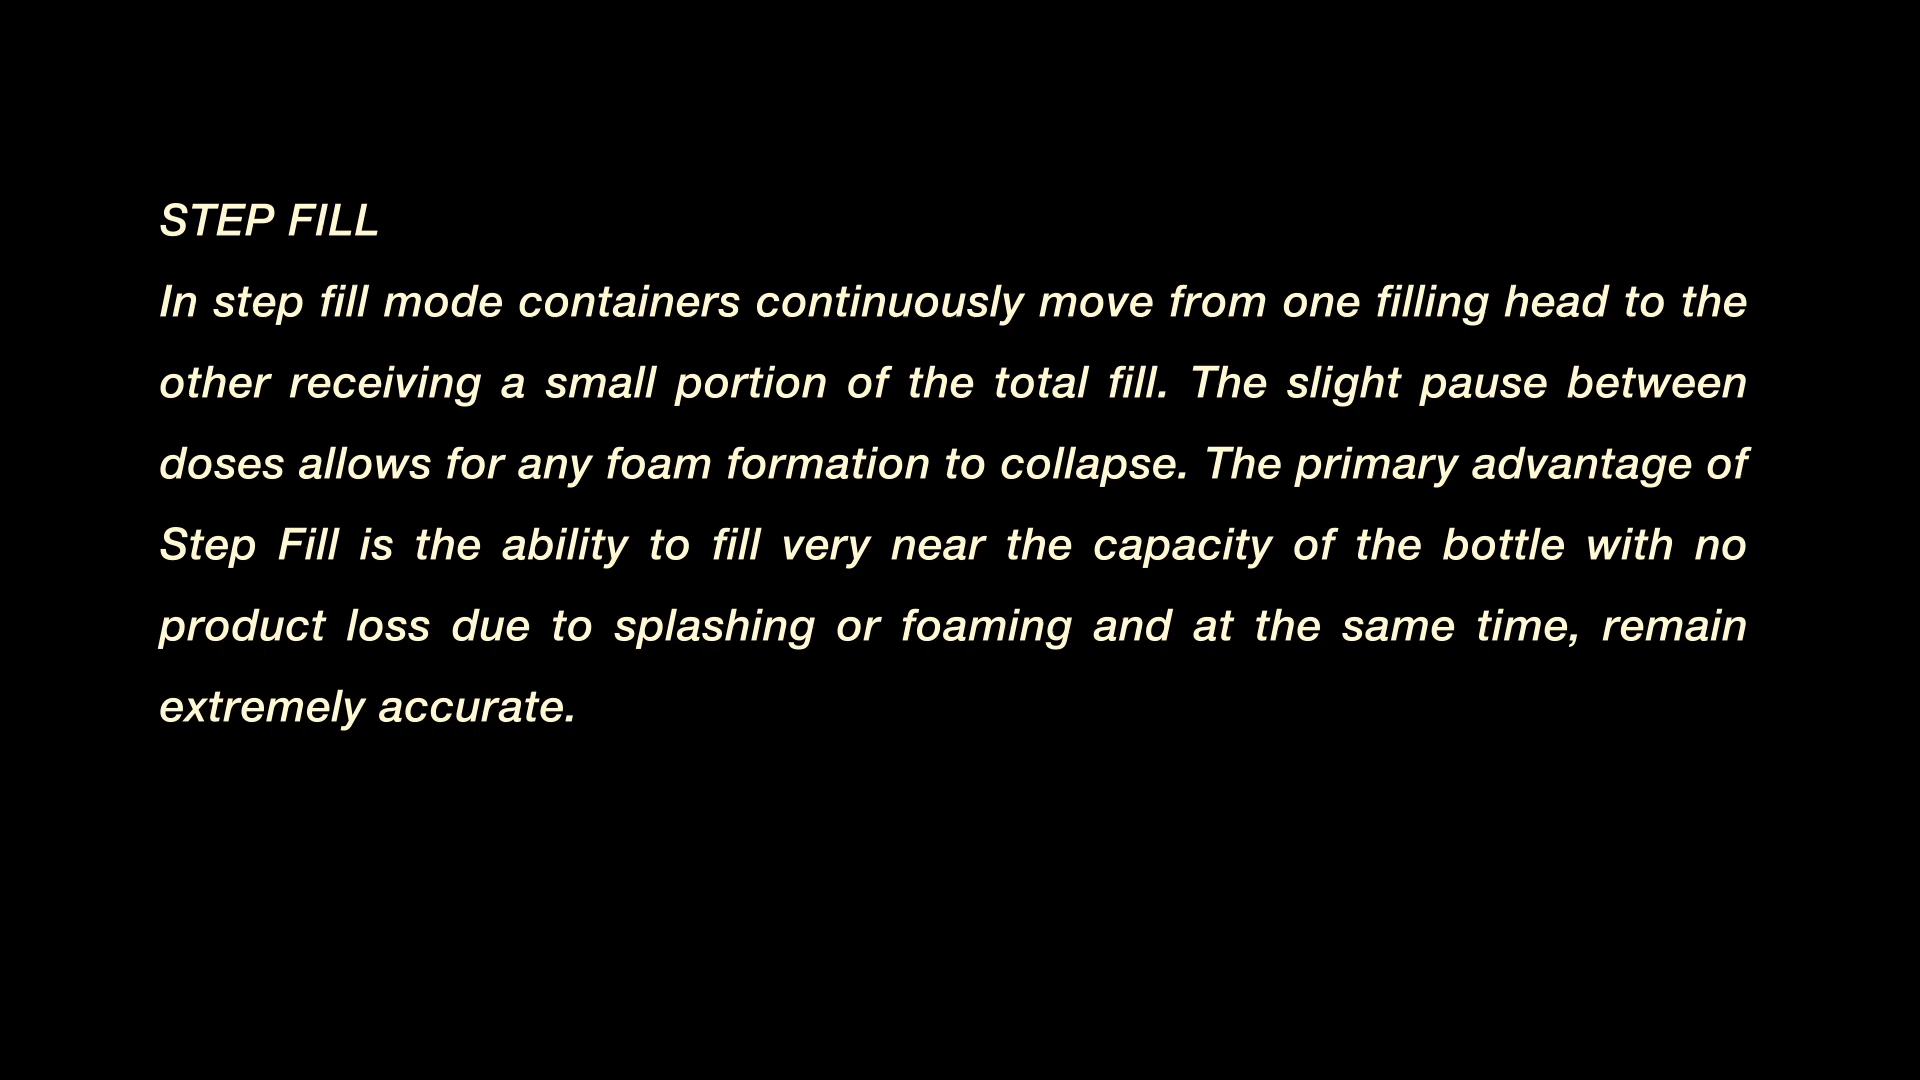 STEP FILL
In step fill mode containers continuously move from one filling head to the
other receiving a small portion of the total fill. The slight pause between
doses allows for any foam formation to collapse. The primary advantage of
Step Fill is the ability to fill very near the capacity of the bottle with no
product loss due to splashing or foaming and at the same time, remain
extremely accurate.